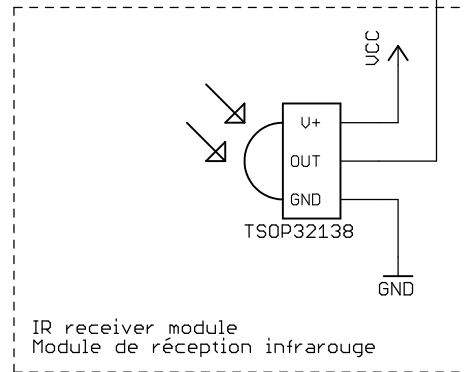 VCC
V+
OUT
GND
TSOP32138
GND
IR receiver module
Module de réception infrarouge